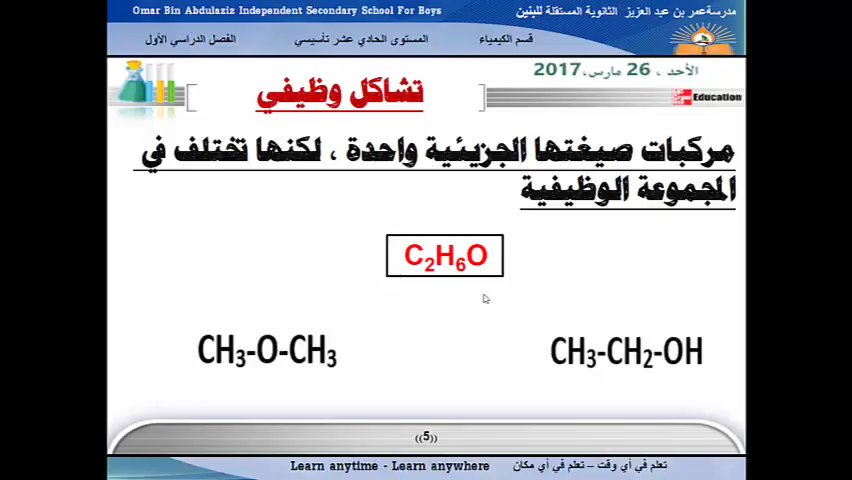 Omar Bin Abdulaziz Independent Secondary School For Boys
مدرسة عمر بن عبد العزيز الثانوية المستقلة للبنين
قسم الكيمياء
المستوى الحادي عشر تأسيسي
الفصل الدراسي الأول
الأحد ، 26 مارس، 2017
Education
تشاكل وظيفي
مركبات صيغتها الجزيئية واحدة ، لكنها تختلف في
المجموعة الوظيفية
C₂H₆O
CH₃-O-CH₃
CH₃-CH₂-OH
((5))
Learn anytime - Learn anywhere
تعلم في أي وقت – تعلم في أي مكان